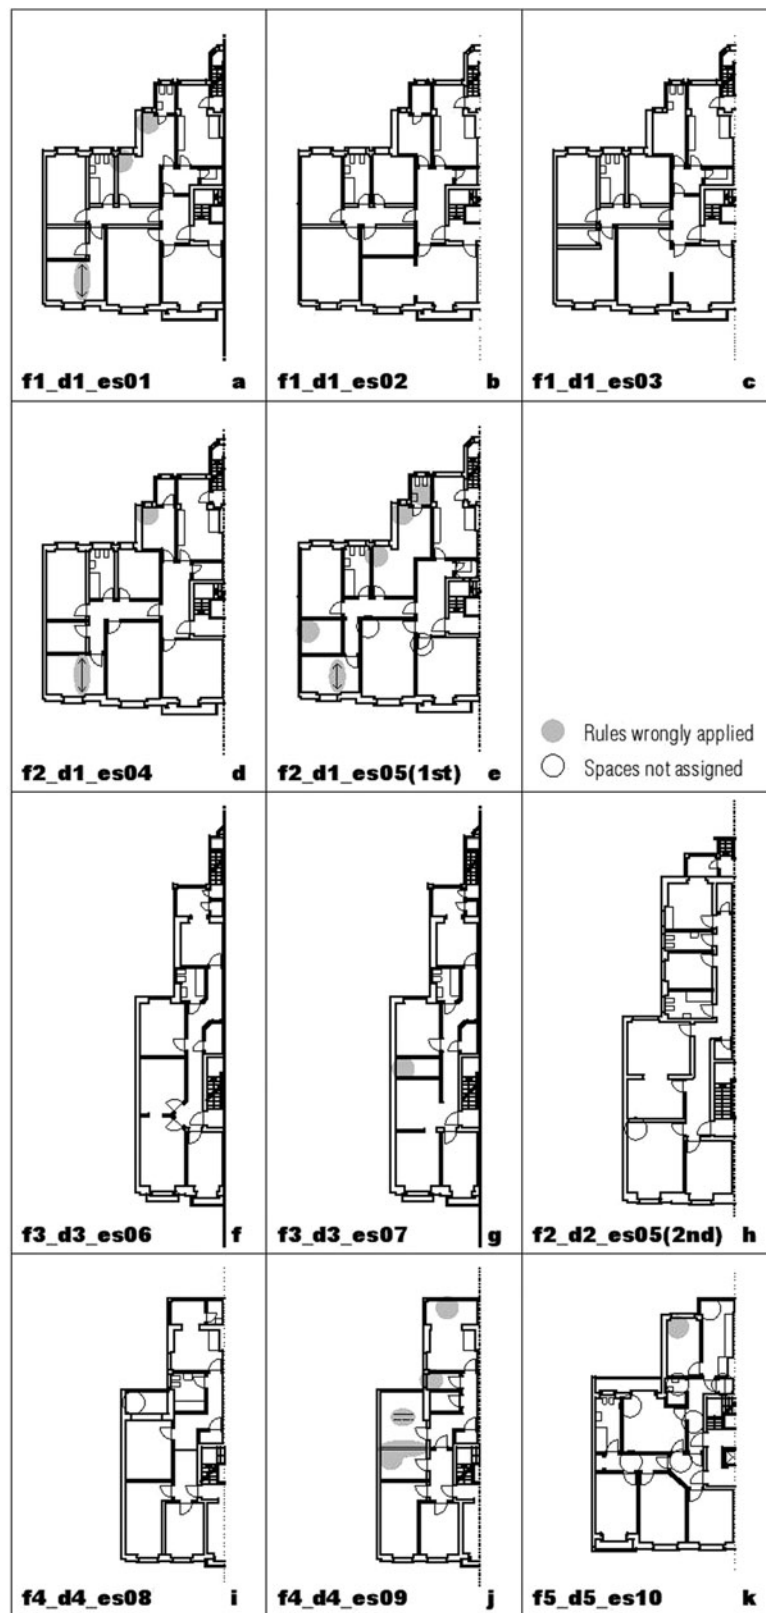 f1_d1_es01 a
f1_d1_es02 b
f1_d1_es03 c
f2_d1_es04 d
f2_d1_es05(1st) e
Rules wrongly applied
Spaces not assigned
f3_d3_es06 f
f3_d3_es07 g
f2_d2_es05(2nd) h
f4_d4_es08 i
f4_d4_es09 j
f5_d5_es10 k